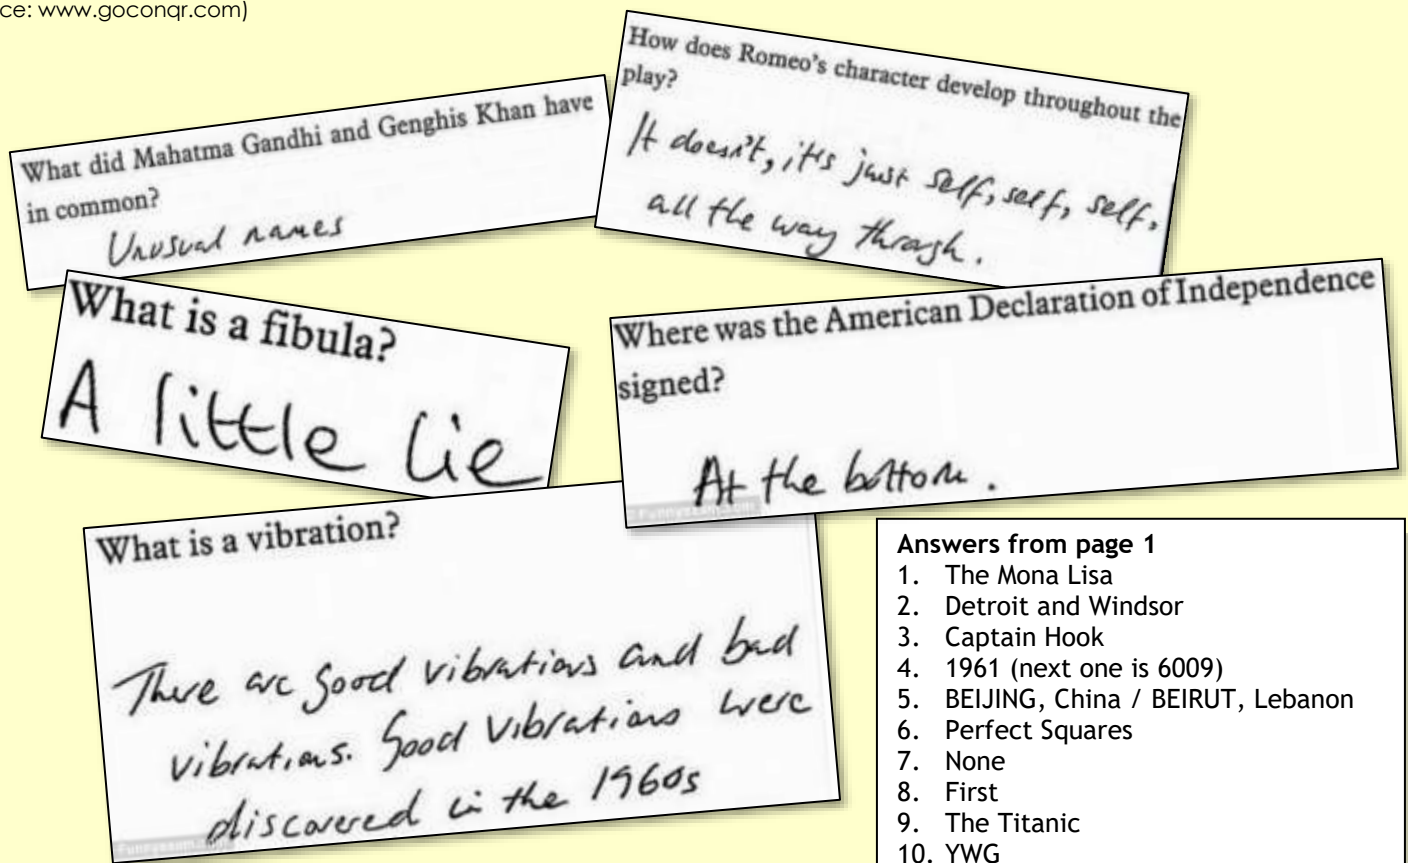 ce: www.goconqr.com)
What did Mahatma Gandhi and Genghis Khan have
in common?
Unusual names
How does Romeo's character develop throughout the
play?
It doesn't, it's just self, self, self,
all the way through.
What is a fibula?
A little lie
Where was the American Declaration of Independence
signed?
At the bottom.
What is a vibration?
There are good vibrations and bad
vibrations. Good vibrations were
discovered in the 1960s
Answers from page 1
1. The Mona Lisa
2. Detroit and Windsor
3. Captain Hook
4. 1961 (next one is 6009)
5. BEIJING, China / BEIRUT, Lebanon
6. Perfect Squares
7. None
8. First
9. The Titanic
10. YWG